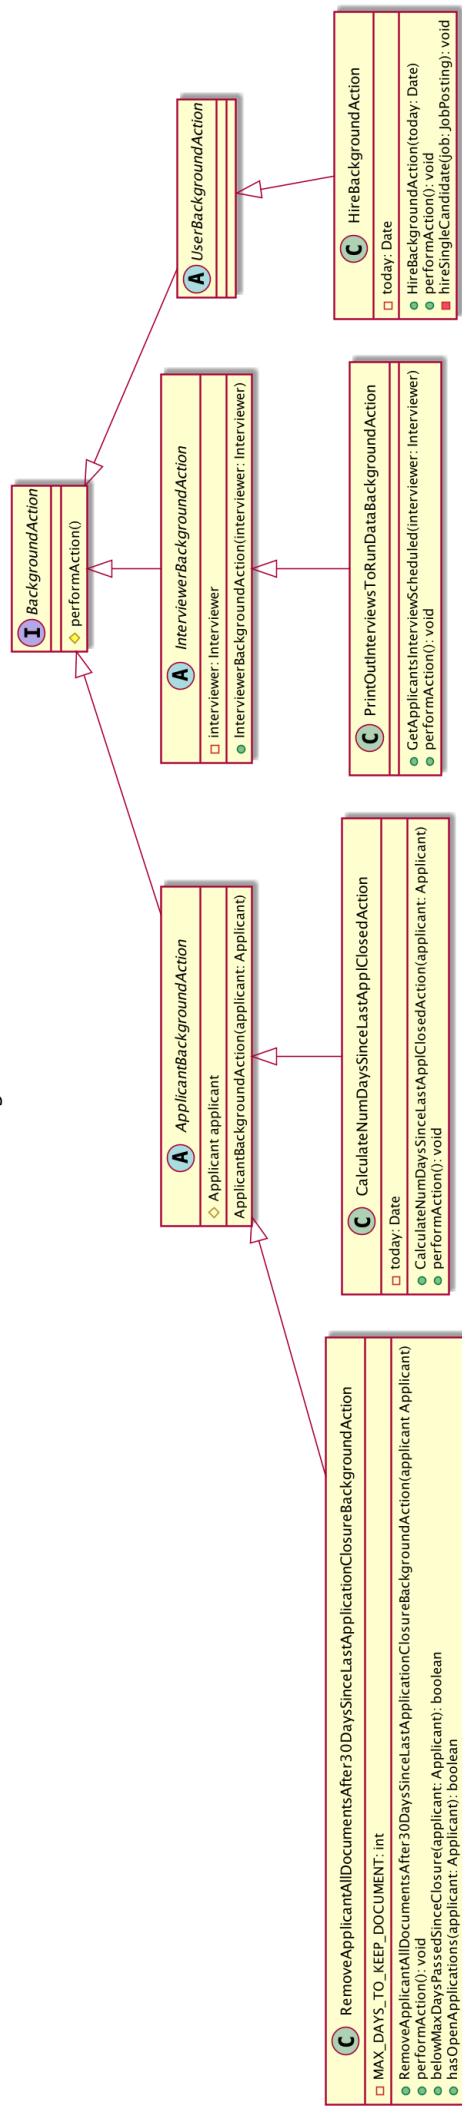 BackgroundAction
performAction()
ApplicantBackgroundAction
Applicant applicant
ApplicantBackgroundAction(applicant: Applicant)
InterviewerBackgroundAction
interviewer: Interviewer
InterviewerBackgroundAction(interviewer: Interviewer)
UserBackgroundAction
RemoveApplicantAllDocumentsAfter30DaysSinceLastApplicationClosureBackgroundAction
MAX_DAYS_TO_KEEP_DOCUMENT: int
RemoveApplicantAllDocumentsAfter30DaysSinceLastApplicationClosureBackgroundAction(applicant Applicant)
performAction(): void
belowMaxDaysPassedSinceClosure(applicant: Applicant): boolean
hasOpenApplications(applicant: Applicant): boolean
CalculateNumDaysSinceLastApplClosedAction
today: Date
CalculateNumDaysSinceLastApplClosedAction(applicant: Applicant)
performAction(): void
PrintOutInterviewsToRunDataBackgroundAction
GetApplicantsInterviewScheduled(interviewer: Interviewer)
performAction(): void
HireBackgroundAction
today: Date
HireBackgroundAction(today: Date)
performAction(): void
hireSingleCandidate(job: JobPosting): void